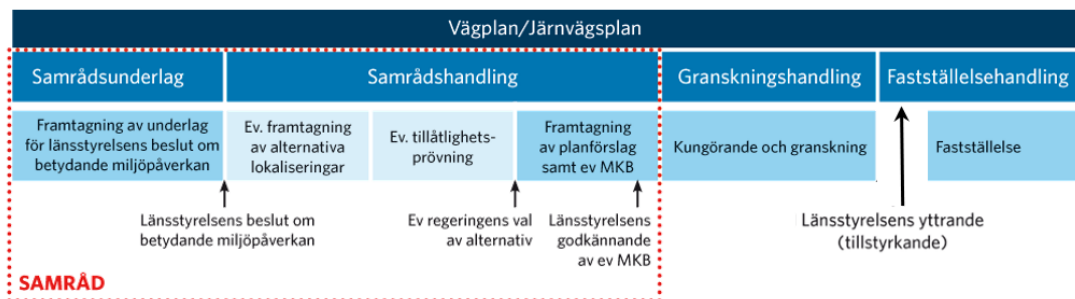 Vägplan/Järnvägsplan
Samrådsunderlag
Samrådshandling
Granskningshandling
Fastställelsehandling
Framtagning av underlag
för länsstyrelsens beslut om
betydande miljöpåverkan
Ev. framtagning
av alternativa
lokaliseringar
Ev. tillåtlighets-
prövning
Framtagning
av planförslag
samt ev MKB
Kungörande och granskning
Fastställelse
Länsstyrelsens beslut om
betydande miljöpåverkan
Ev regeringens val
av alternativ
Länsstyrelsens
godkännande
av ev MKB
Länsstyrelsens yttrande
(tillstyrkande)
SAMRÅD